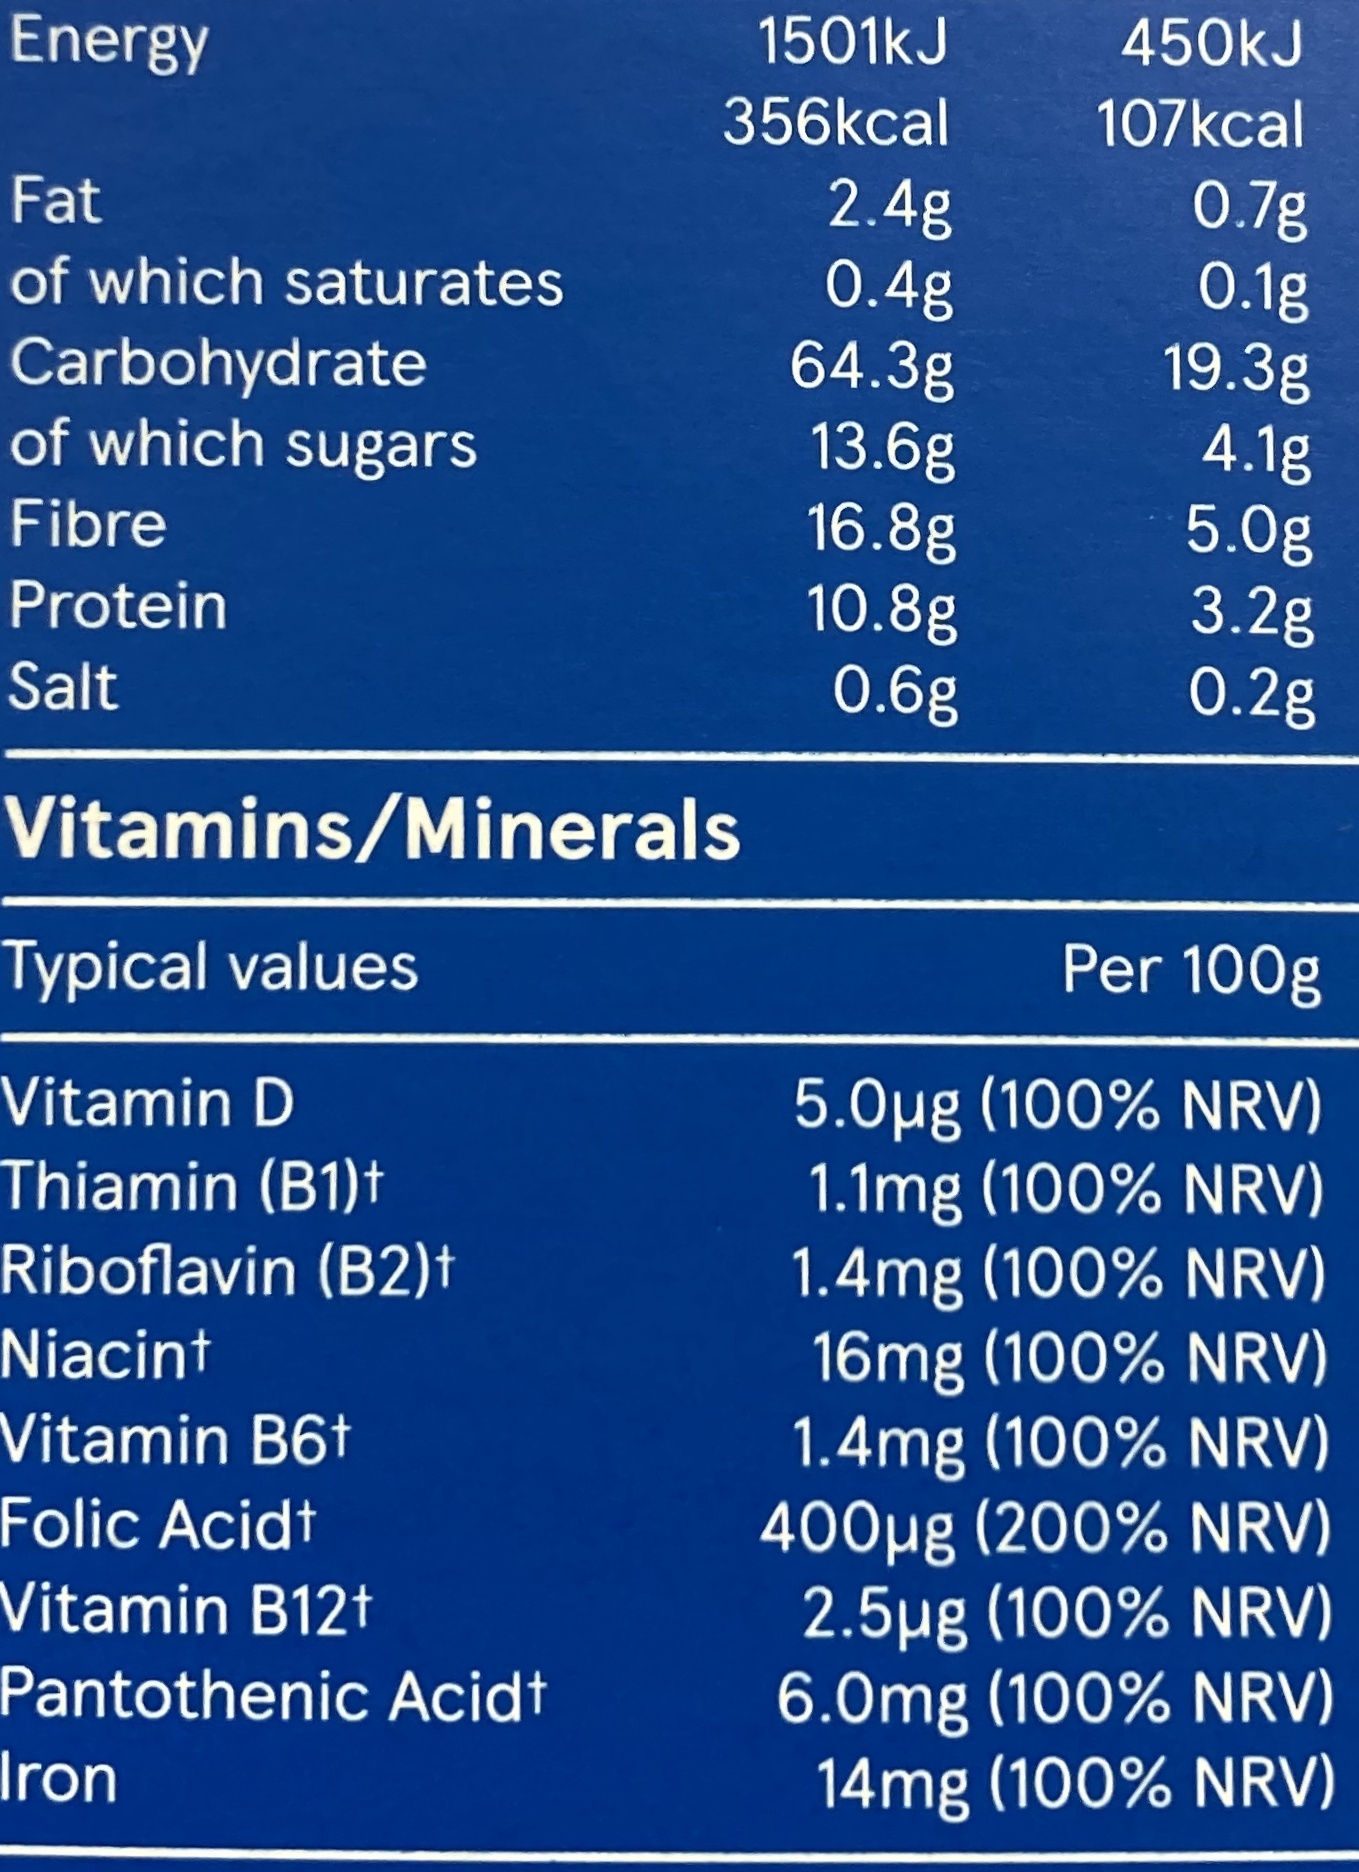 Energy 1501kJ 450kJ
356kcal 107kcal
Fat 2.4g 0.7g
of which saturates 0.4g 0.1g
Carbohydrate 64.3g 19.3g
of which sugars 13.6g 4.1g
Fibre 16.8g 5.0g
Protein 10.8g 3.2g
Salt 0.6g 0.2g
Vitamins/Minerals
Typical values Per 100g
Vitamin D 5.0µg (100% NRV)
Thiamin (B1)† 1.1mg (100% NRV)
Riboflavin (B2)† 1.4mg (100% NRV)
Niacin† 16mg (100% NRV)
Vitamin B6† 1.4mg (100% NRV)
Folic Acid† 400µg (200% NRV)
Vitamin B12† 2.5µg (100% NRV)
Pantothenic Acid† 6.0mg (100% NRV)
Iron 14mg (100% NRV)